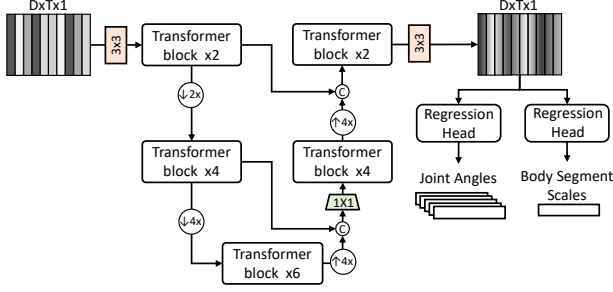 DxTx1
3x3
Transformer
block x2
↓2x
Transformer
block x4
↓4x
Transformer
block x6
↑4x
C
1X1
Transformer
block x4
↑4x
C
Transformer
block x2
3x3
DxTx1
Regression
Head
Joint Angles
Regression
Head
Body Segment
Scales